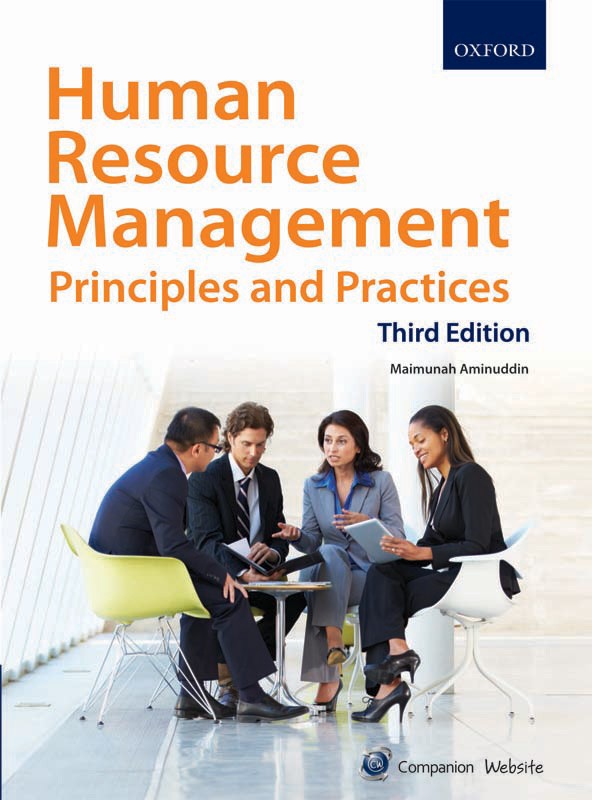 OXFORD
Human
Resource
Management
Principles and Practices
Third Edition
Maimunah Aminuddin
CW Companion Website